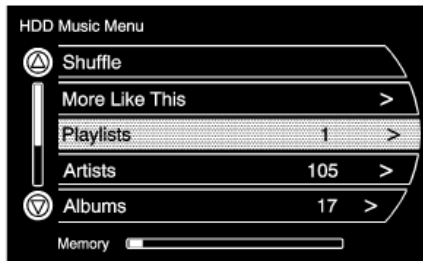 HDD Music Menu
Shuffle
More Like This >
Playlists 1 >
Artists 105 >
Albums 17 >
Memory